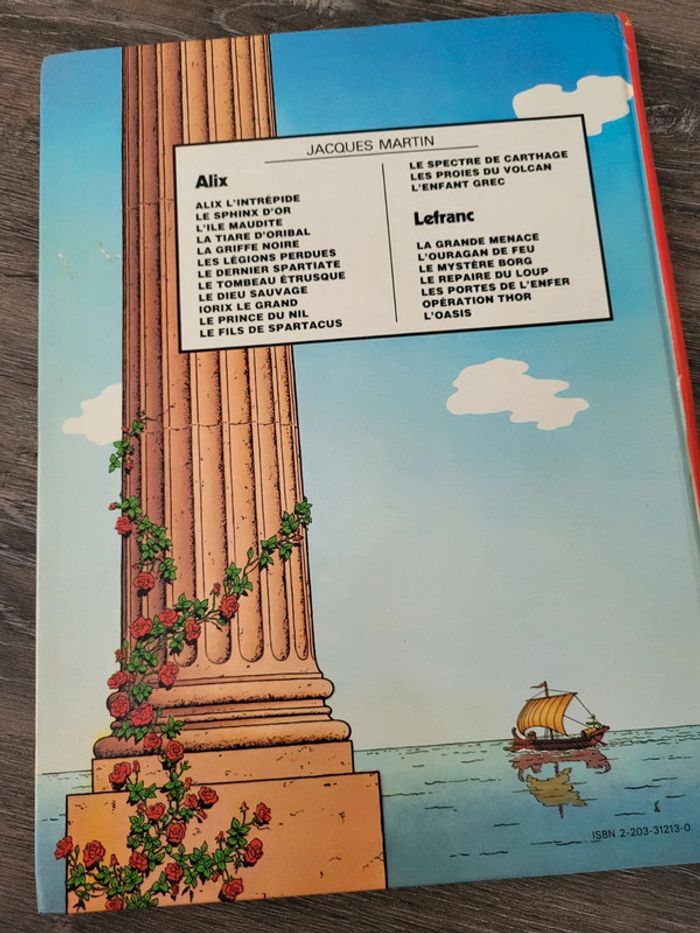 JACQUES MARTIN
Alix
ALIX L'INTRÉPIDE
LE SPHINX D'OR
L'ILE MAUDITE
LA TIARE D'ORIBAL
LA GRIFFE NOIRE
LES LÉGIONS PERDUES
LE DERNIER SPARTIATE
LE TOMBEAU ÉTRUSQUE
LE DIEU SAUVAGE
IORIX LE GRAND
LE PRINCE DU NIL
LE FILS DE SPARTACUS
LE SPECTRE DE CARTHAGE
LES PROIES DU VOLCAN
L'ENFANT GREC
Lefranc
LA GRANDE MENACE
L'OURAGAN DE FEU
LE MYSTÈRE BORG
LE REPAIRE DU LOUP
LES PORTES DE L'ENFER
OPÉRATION THOR
L'OASIS
ISBN 2-203-31213-0